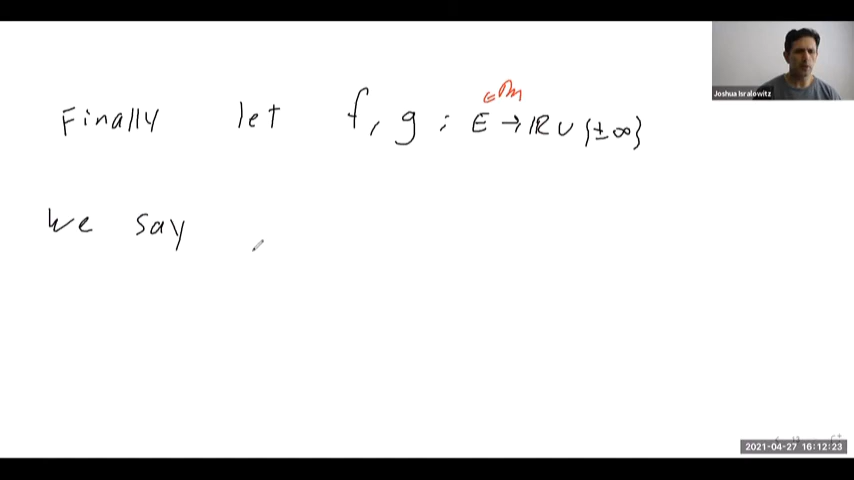 Joshua Isralowitz
Finally let f, g : E → ℝ ∪ {±∞}
We say
2021-04-27 16:12:23